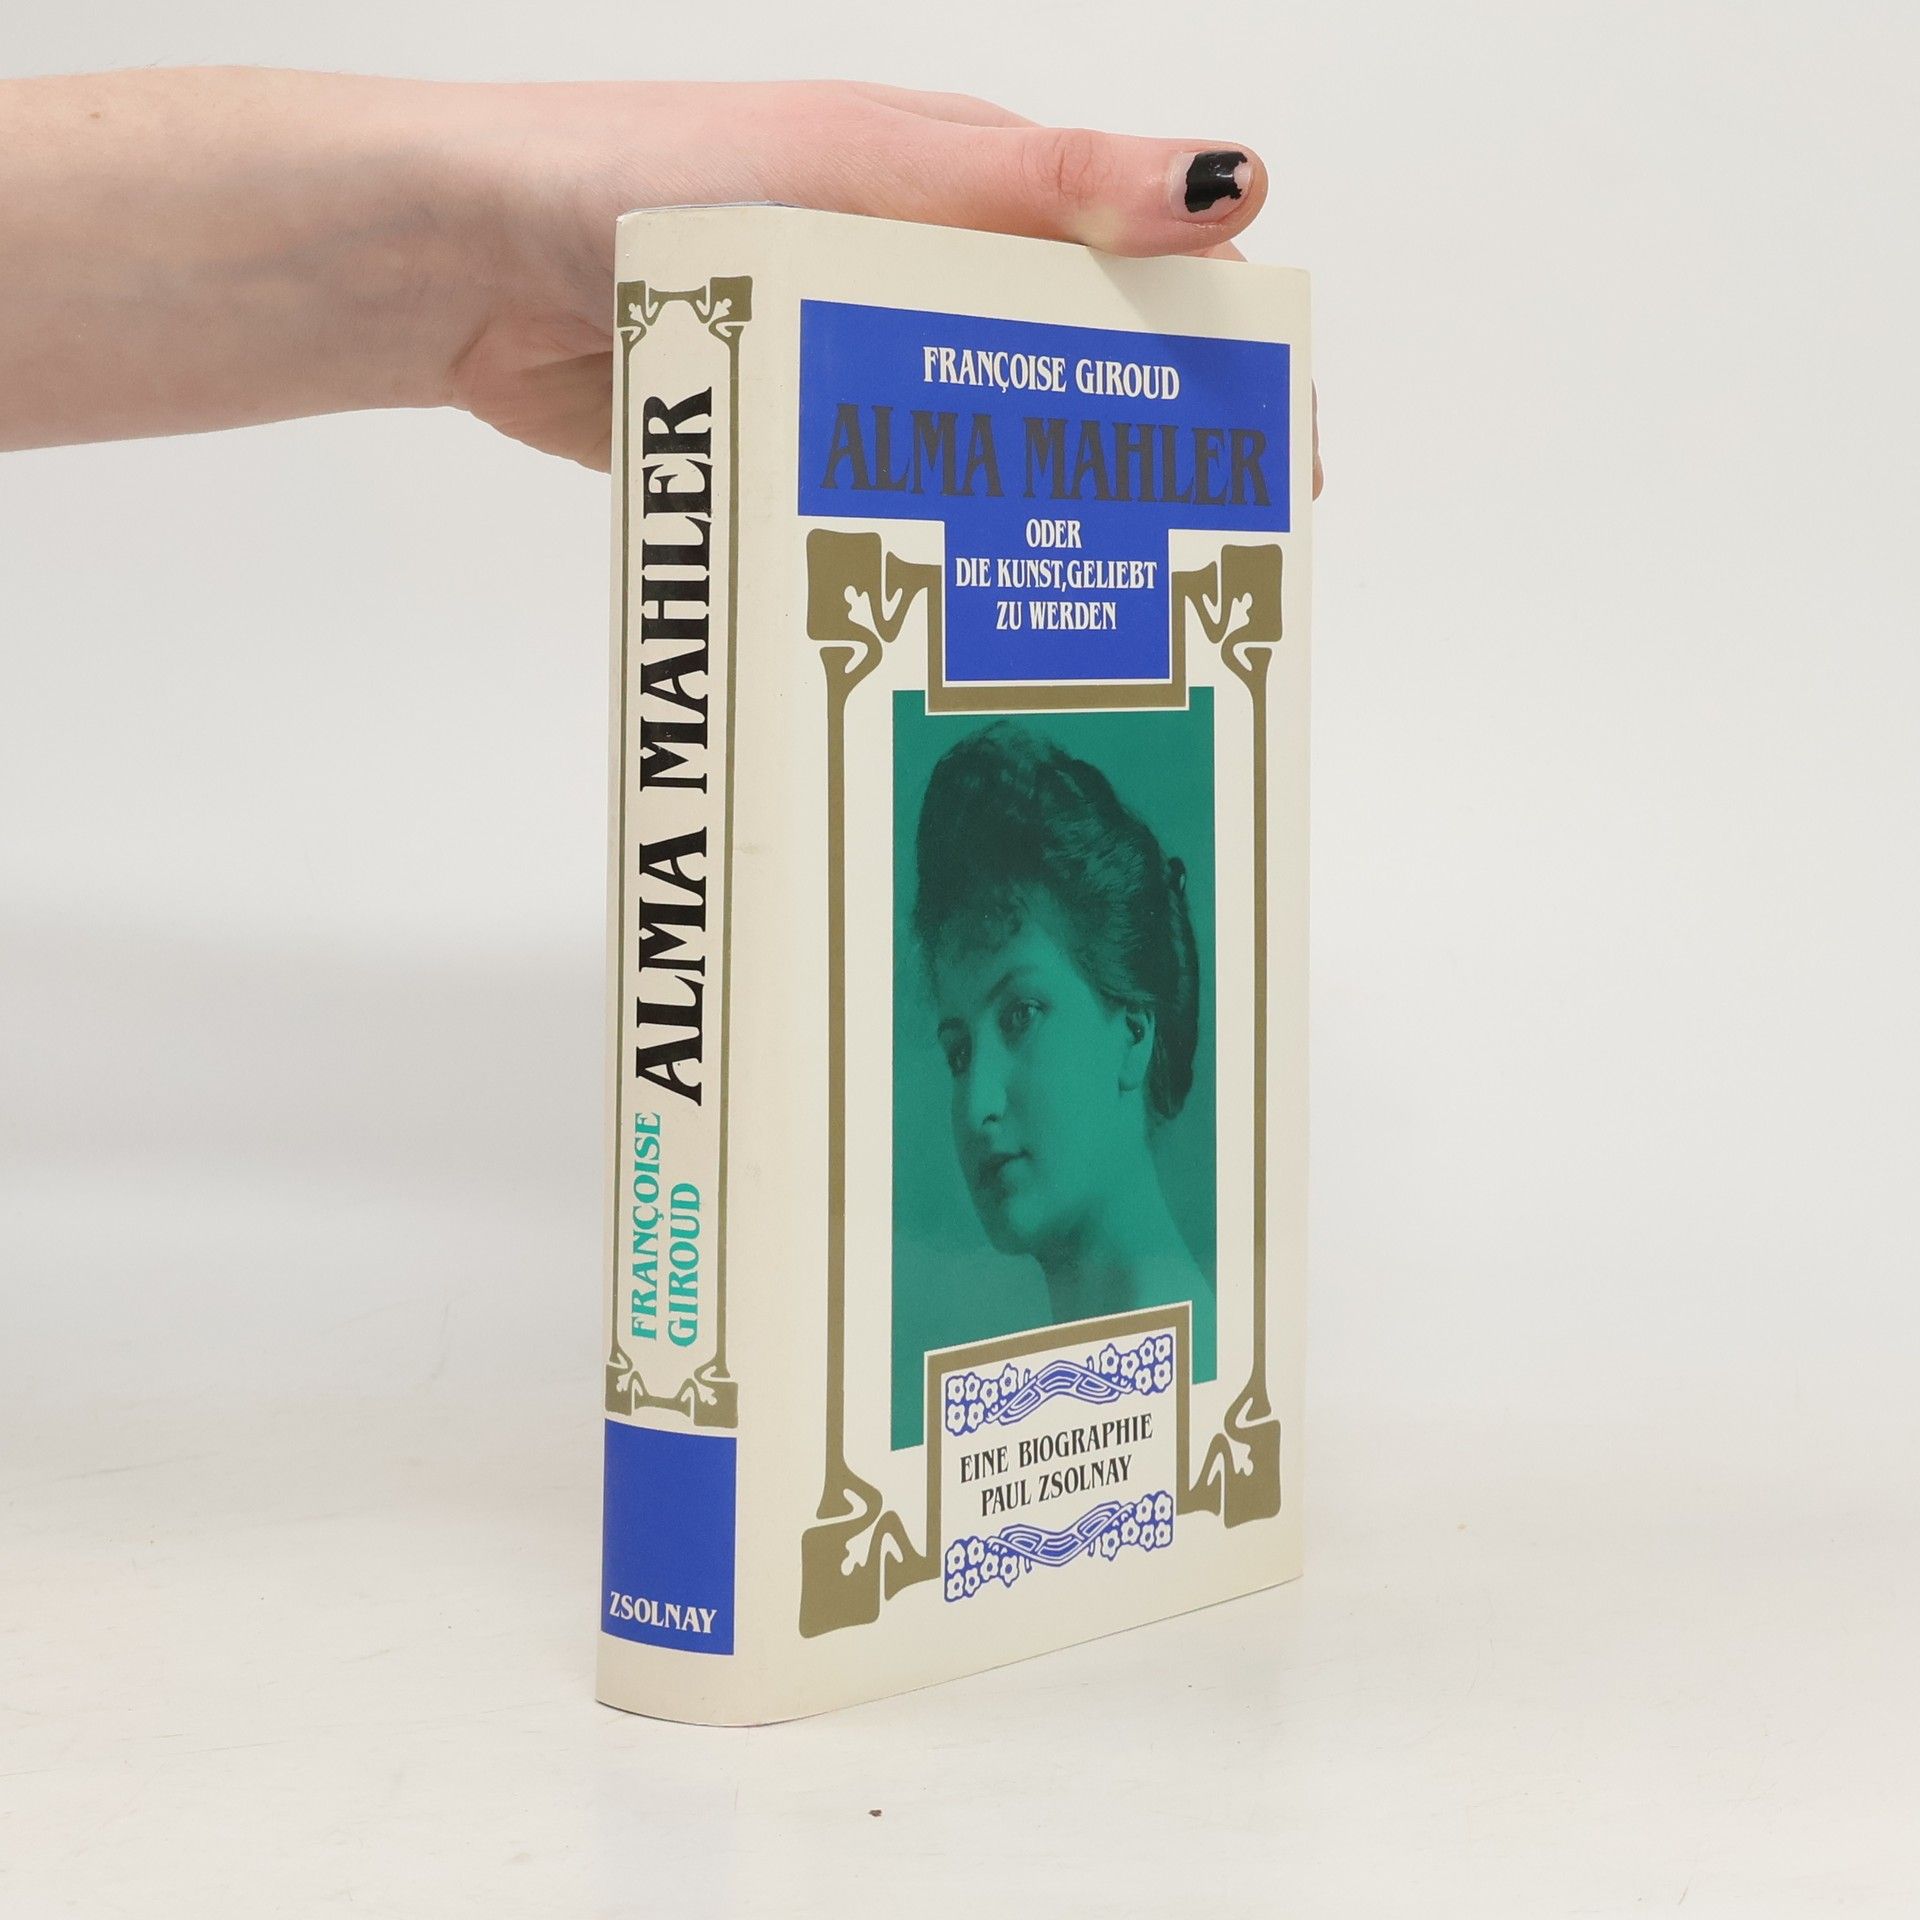 FRANÇOISE GIROUD
ALMA MAHLER
ODER
DIE KUNST,GELIEBT
ZU WERDEN
EINE BIOGRAPHIE
PAUL ZSOLNAY
FRANÇOISE
GIROUD
ALMA MAHLER
ZSOLNAY